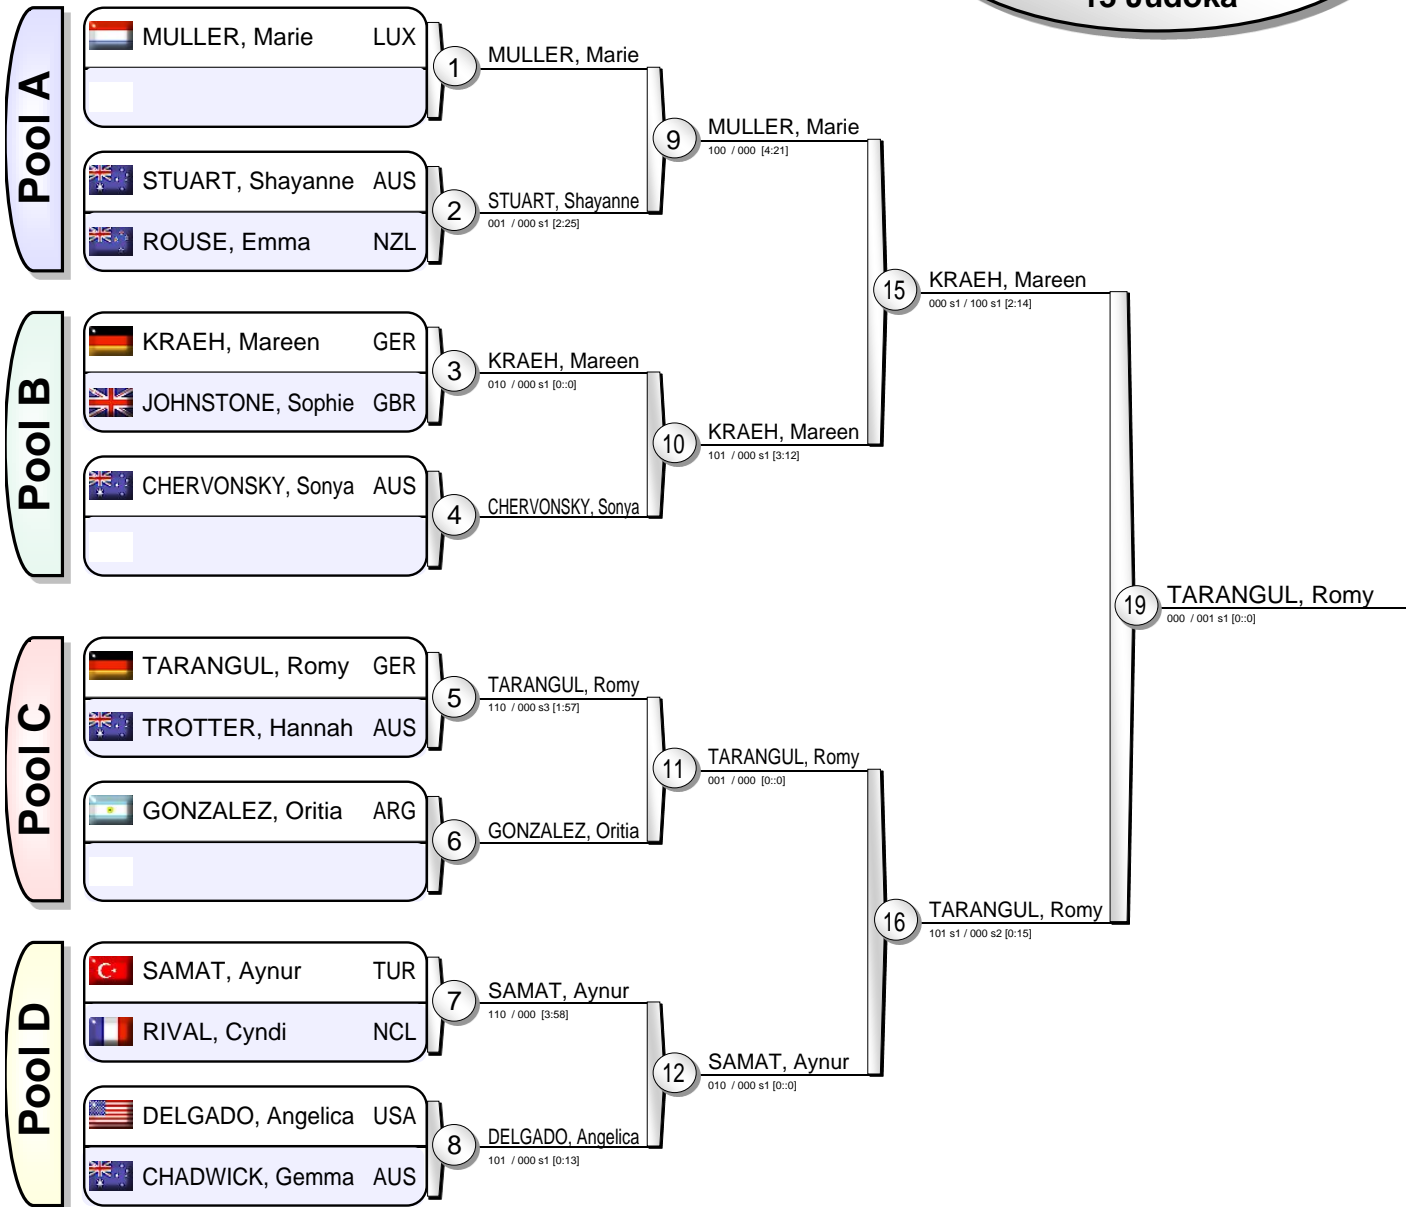 13 Judoka
Pool A
MULLER, Marie LUX
1
MULLER, Marie
STUART, Shayanne AUS
ROUSE, Emma NZL
2
STUART, Shayanne
001 / 000 s1 [2:25]
9
MULLER, Marie
100 / 000 [4:21]
Pool B
KRAEH, Mareen GER
JOHNSTONE, Sophie GBR
3
KRAEH, Mareen
010 / 000 s1 [0::0]
CHERVONSKY, Sonya AUS
4
CHERVONSKY, Sonya
10
KRAEH, Mareen
101 / 000 s1 [3:12]
15
KRAEH, Mareen
000 s1 / 100 s1 [2:14]
Pool C
TARANGUL, Romy GER
TROTTER, Hannah AUS
5
TARANGUL, Romy
110 / 000 s3 [1:57]
GONZALEZ, Oritia ARG
6
GONZALEZ, Oritia
11
TARANGUL, Romy
001 / 000 [0::0]
Pool D
SAMAT, Aynur TUR
RIVAL, Cyndi NCL
7
SAMAT, Aynur
110 / 000 [3:58]
DELGADO, Angelica USA
CHADWICK, Gemma AUS
8
DELGADO, Angelica
101 / 000 s1 [0:13]
12
SAMAT, Aynur
010 / 000 s1 [0::0]
16
TARANGUL, Romy
101 s1 / 000 s2 [0:15]
19
TARANGUL, Romy
000 / 001 s1 [0::0]